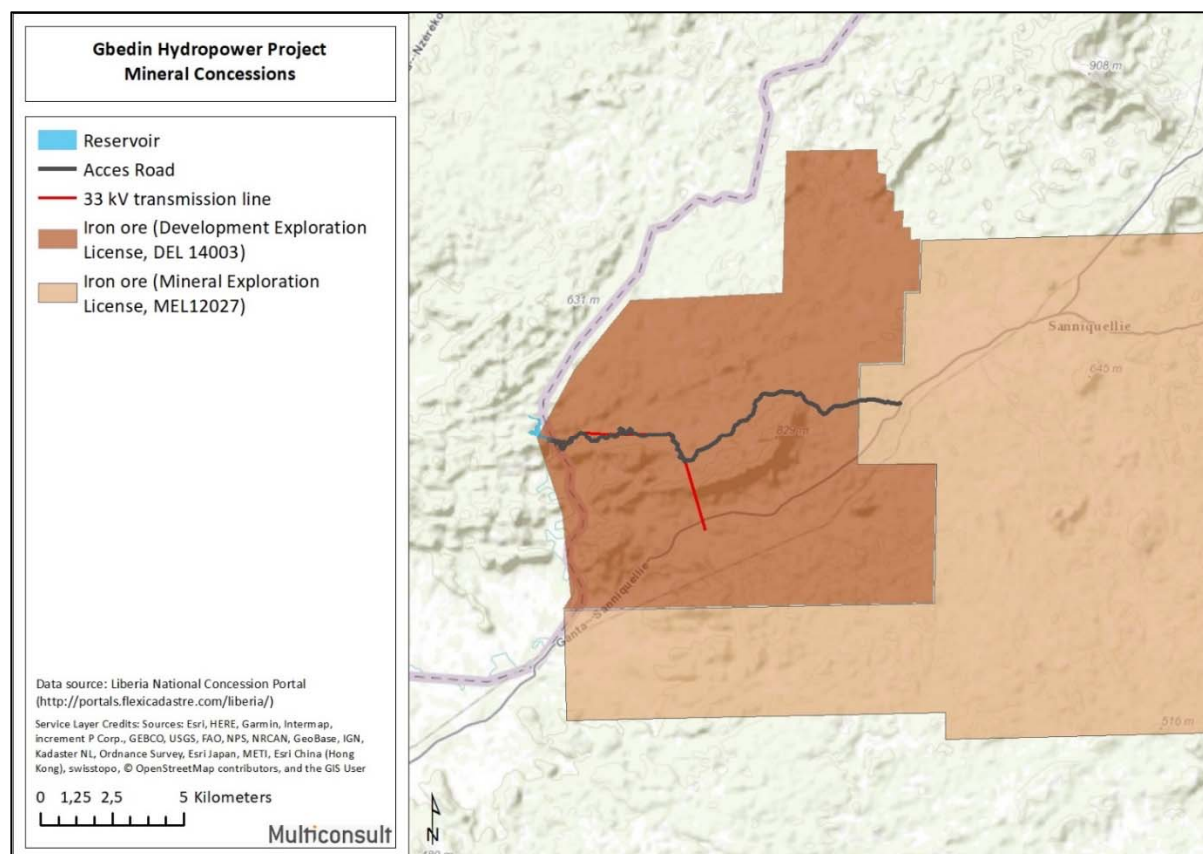 Gbedin Hydropower Project
Mineral Concessions
Reservoir
Acces Road
33 kV transmission line
Iron ore (Development Exploration
License, DEL 14003)
Iron ore (Mineral Exploration
License, MEL12027)
Data source: Liberia National Concession Portal
(http://portals.flexicadastre.com/liberia/)
Service Layer Credits: Sources: Esri, HERE, Garmin, Intermap,
increment P Corp., GEBCO, USGS, FAO, NPS, NRCAN, GeoBase, IGN,
Kadaster NL, Ordnance Survey, Esri Japan, METI, Esri China (Hong
Kong), swisstopo, © OpenStreetMap contributors, and the GIS User
0 1,25 2,5 5 Kilometers
Multiconsult
908 m
631 m
Sanniquellie
645 m
829 m
Ganta--Sanniquellie
516 m
N